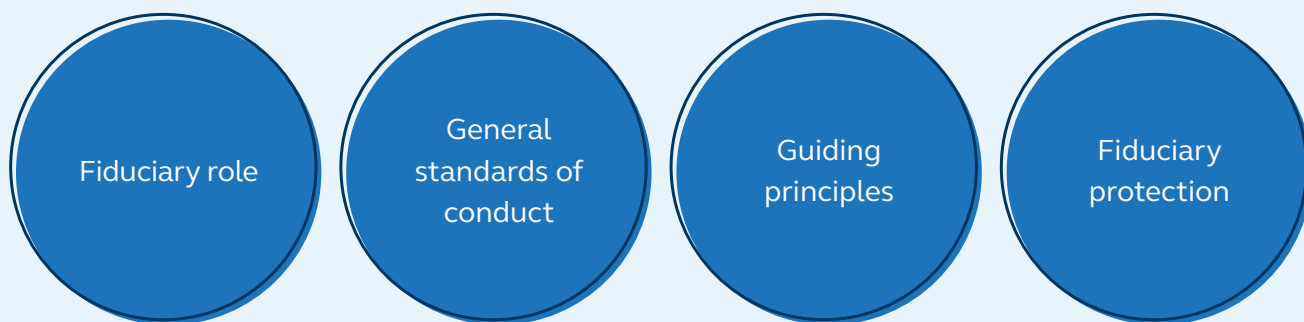 Fiduciary role
General
standards of
conduct
Guiding
principles
Fiduciary
protection